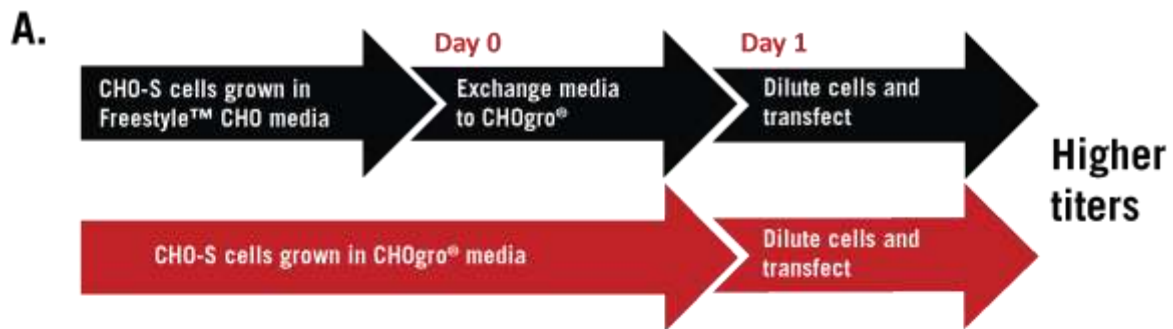 A.
Day 0
Day 1
CHO-S cells grown in
Freestyle™ CHO media
Exchange media
to CHOgro®
Dilute cells and
transfect
Higher
titers
CHO-S cells grown in CHOgro® media
Dilute cells and
transfect